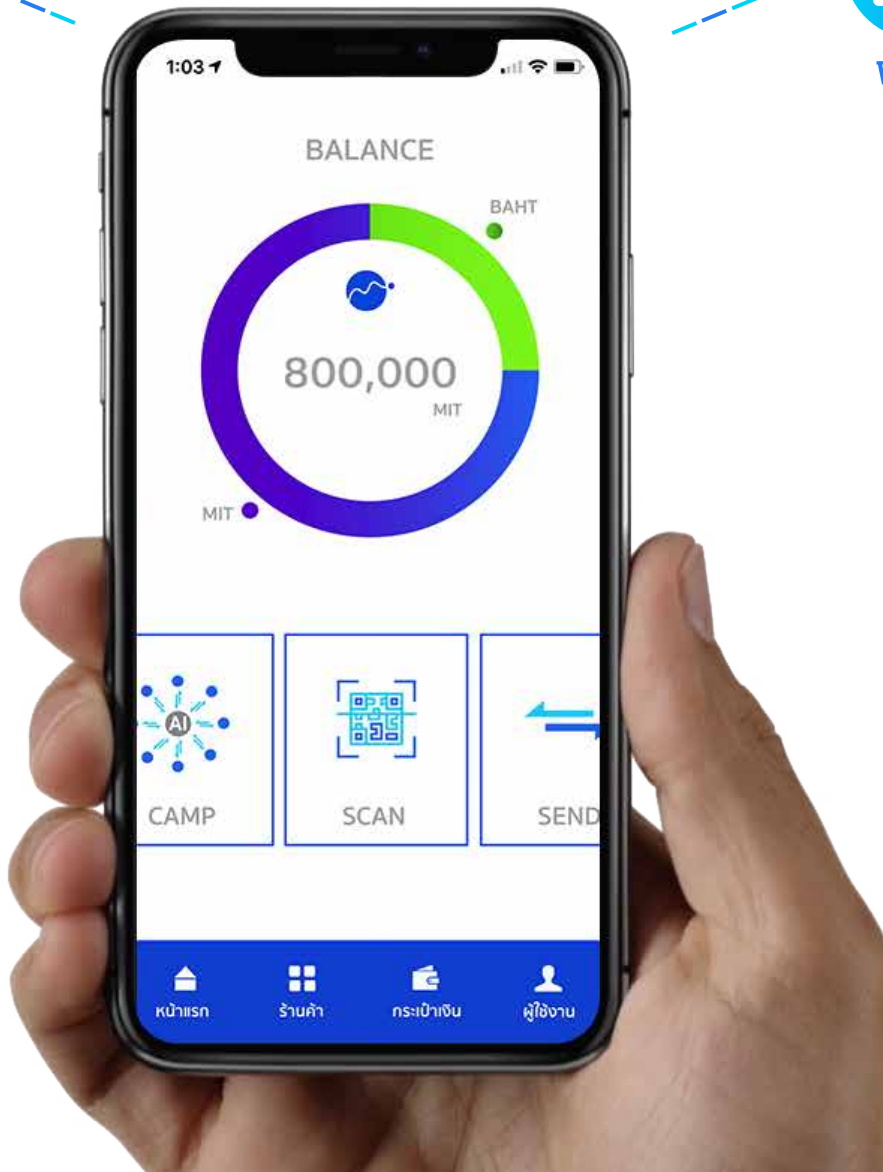 1:03
BALANCE
BAHT
800,000
MIT
MIT
AI
CAMP
SCAN
SEND
หน้าแรก
ร้านค้า
กระเป๋าเงิน
ผู้ใช้งาน